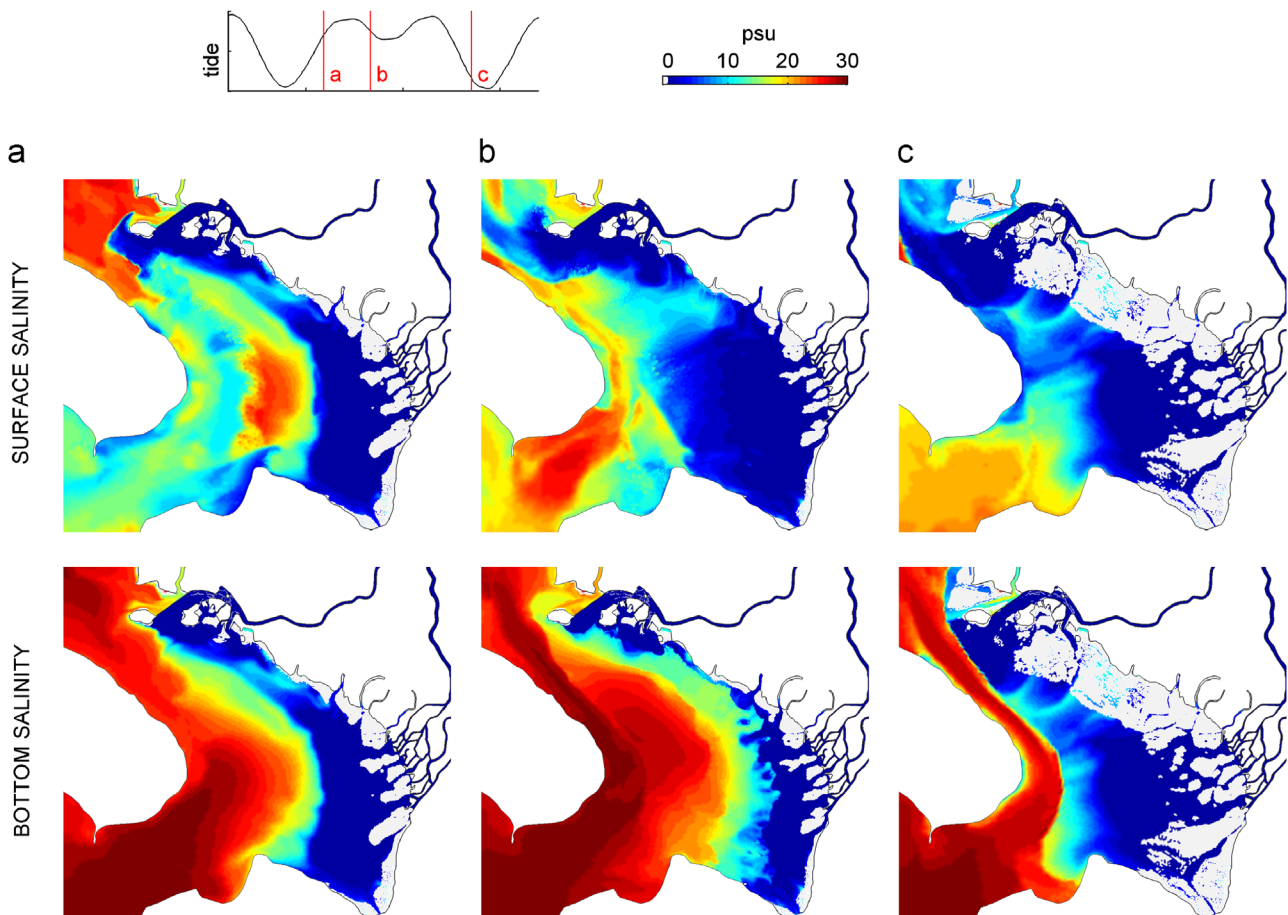 tide
a b c
psu
0 10 20 30
a b c
SURFACE SALINITY
BOTTOM SALINITY